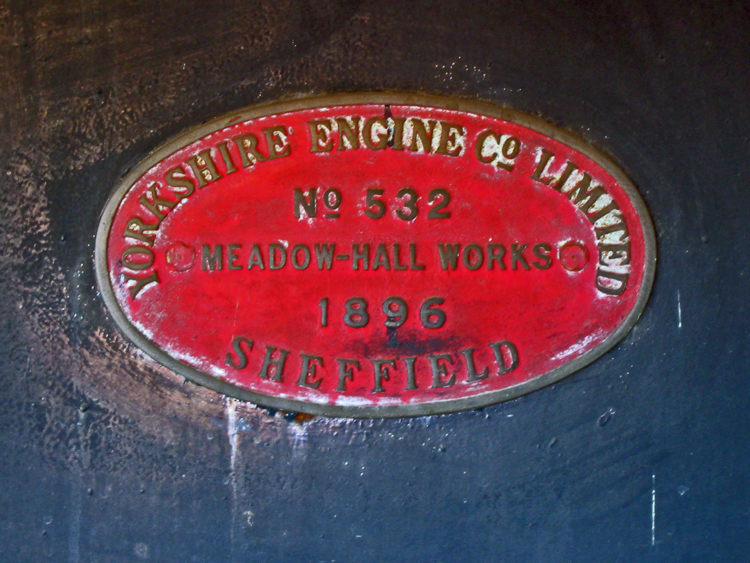 YORKSHIRE ENGINE Co LIMITED
No 532
MEADOW-HALL WORKS
1896
SHEFFIELD